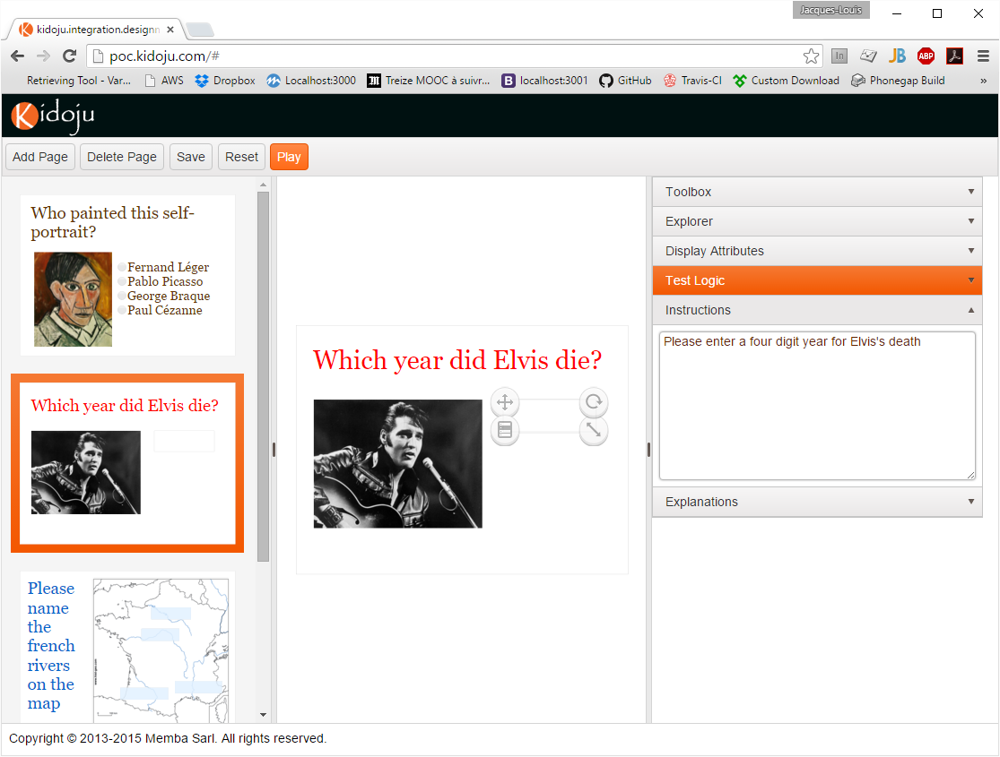 Jacques-Louis
kidoju.integration.designn
poc.kidoju.com/#
In
JB
ABP
Retrieving Tool - Var...
AWS
Dropbox
Localhost:3000
Treize MOOC à suivr...
B
localhost:3001
GitHub
Travis-CI
Custom Download
Phonegap Build
»
Kidoju
Add Page
Delete Page
Save
Reset
Play
Who painted this self-
portrait?
Fernand Léger
Pablo Picasso
George Braque
Paul Cézanne
Which year did Elvis die?
Please
name
the
french
rivers
on the
map
Which year did Elvis die?
Toolbox
Explorer
Display Attributes
Test Logic
Instructions
Please enter a four digit year for Elvis's death
Explanations
Copyright © 2013-2015 Memba Sarl. All rights reserved.